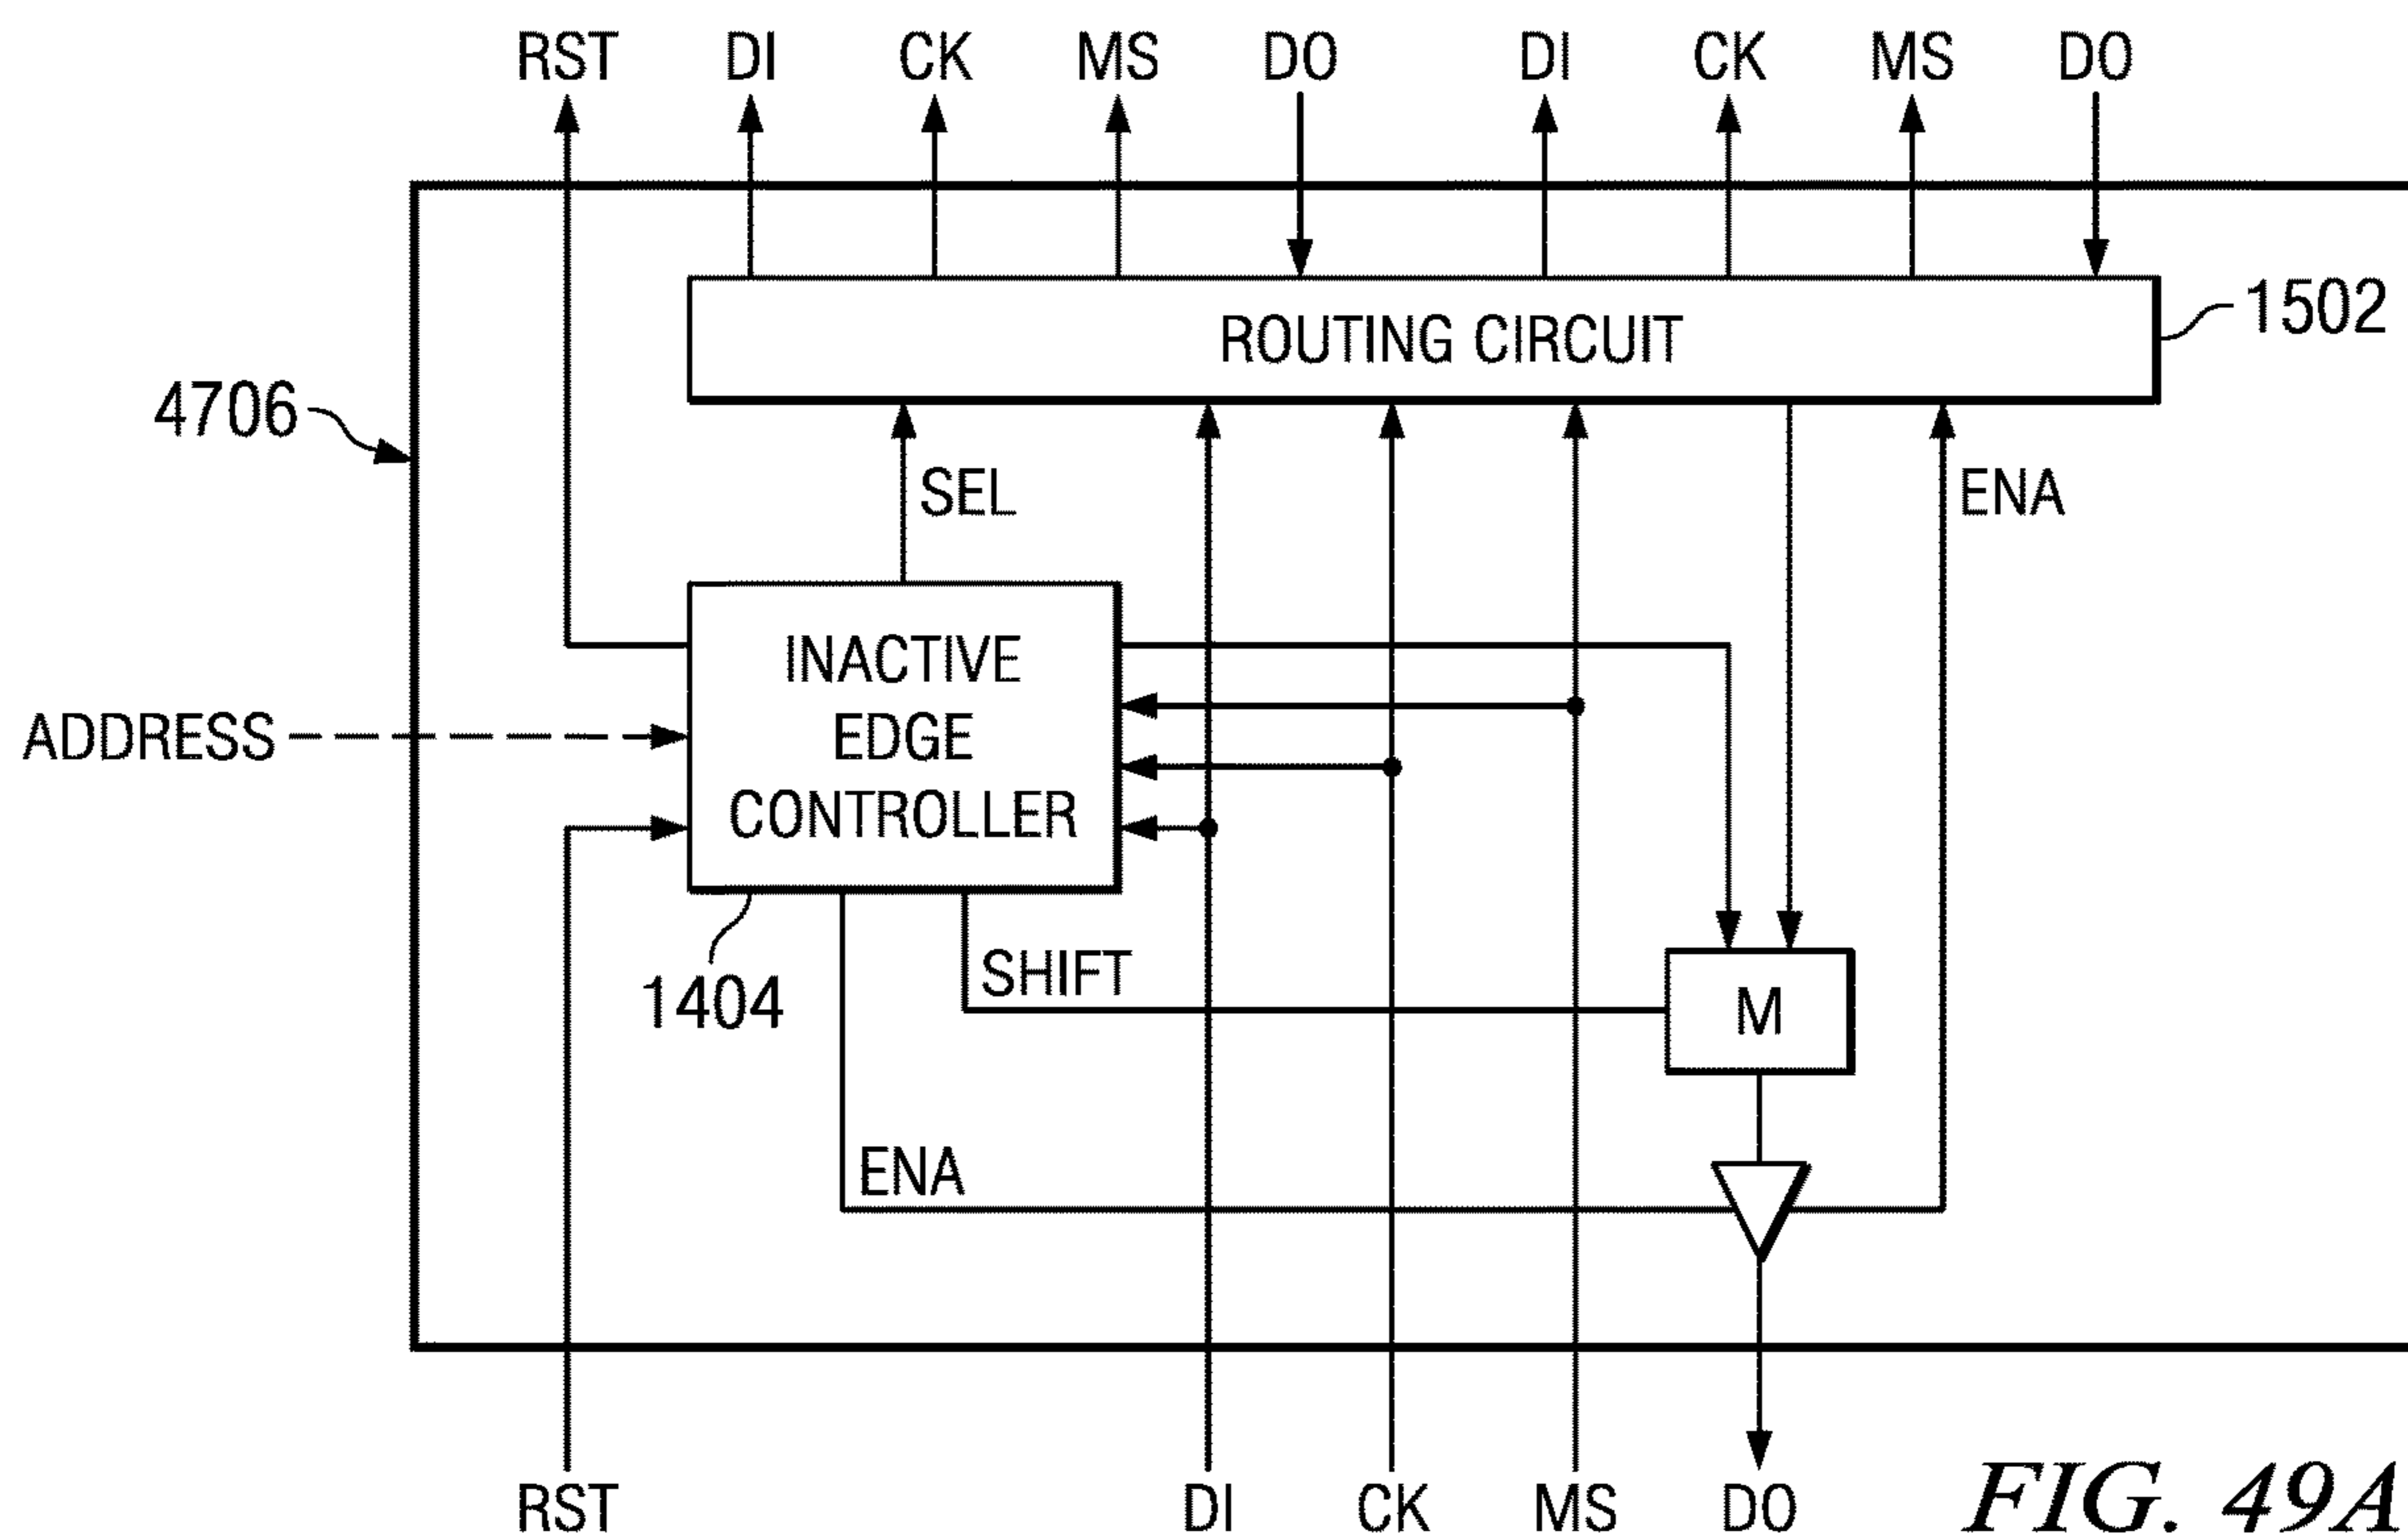 RST DI CK MS DO DI CK MS DO
ROUTING CIRCUIT
1502
4706
SEL
ENA
INACTIVE
EDGE
CONTROLLER
ADDRESS
SHIFT
1404
M
ENA
RST DI CK MS DO
FIG. 49A